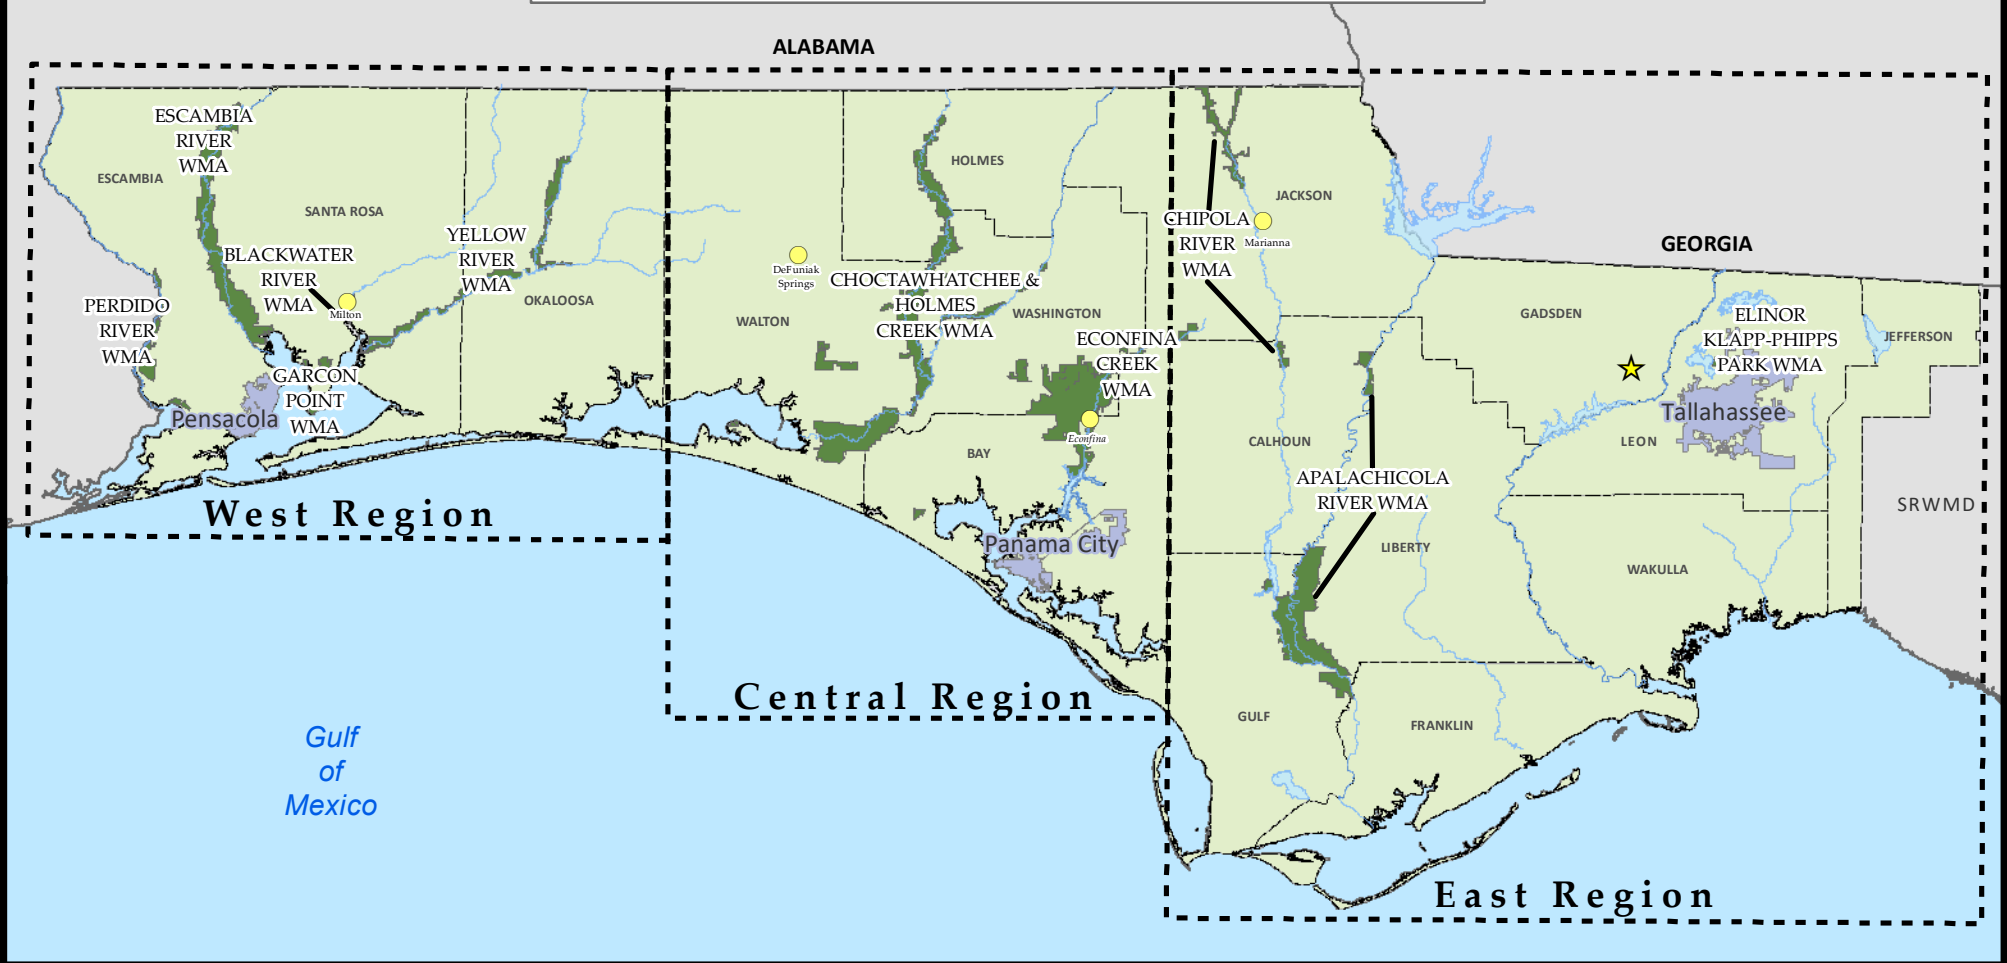 ALABAMA
ESCAMBIA
RIVER
WMA
ESCAMBIA
SANTA ROSA
BLACKWATER
RIVER
WMA
Milton
YELLOW
RIVER
WMA
OKALOOSA
PERDIDO
RIVER
WMA
GARCON
POINT
WMA
Pensacola
West Region
HOLMES
DeFuniak
Springs
WALTON
CHOCTAWHATCHEE &
HOLMES
CREEK WMA
WASHINGTON
ECONFINA
CREEK
WMA
Econfina
BAY
Panama City
Central Region
JACKSON
CHIPOLA
RIVER
WMA
Marianna
GEORGIA
GADSDEN
ELINOR
KLAPP-PHIPPS
PARK WMA
JEFFERSON
Tallahassee
LEON
CALHOUN
APALACHICOLA
RIVER WMA
LIBERTY
SRWMD
WAKULLA
GULF
FRANKLIN
East Region
Gulf
of
Mexico